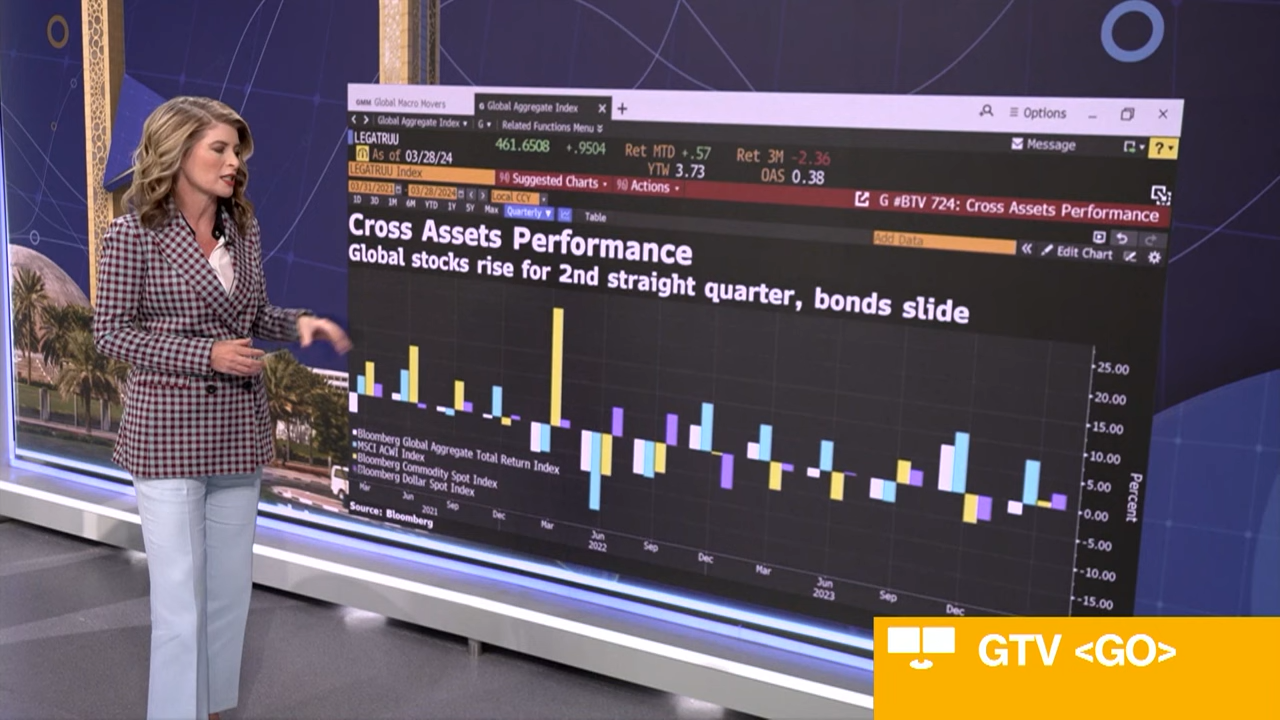 GMM Global Macro Movers
G Global Aggregate Index × +
Options
Global Aggregate Index
G
Related Functions Menu
Message
LEGATRUU
461.6508 +.9504
Ret MTD +.57
Ret 3M -2.36
As of 03/28/24
YTW 3.73
OAS 0.38
LEGATRUU Index
Suggested Charts
Actions
G #BTV 724: Cross Assets Performance
03/31/2021
03/28/2024
Local CCY
1D 3D 1M 6M YTD 1Y 5Y Max
Quarterly
Table
Add Data
Edit Chart
Cross Assets Performance
Global stocks rise for 2nd straight quarter, bonds slide
25.00
20.00
15.00
10.00
5.00
0.00
-5.00
-10.00
-15.00
Percent
Bloomberg Global Aggregate Total Return Index
MSCI ACWI Index
Bloomberg Commodity Spot Index
Bloomberg Dollar Spot Index
Mar Jun Sep Dec Mar Jun Sep Dec Mar Jun Sep Dec
2021 2022 2023
Source: Bloomberg
GTV <GO>